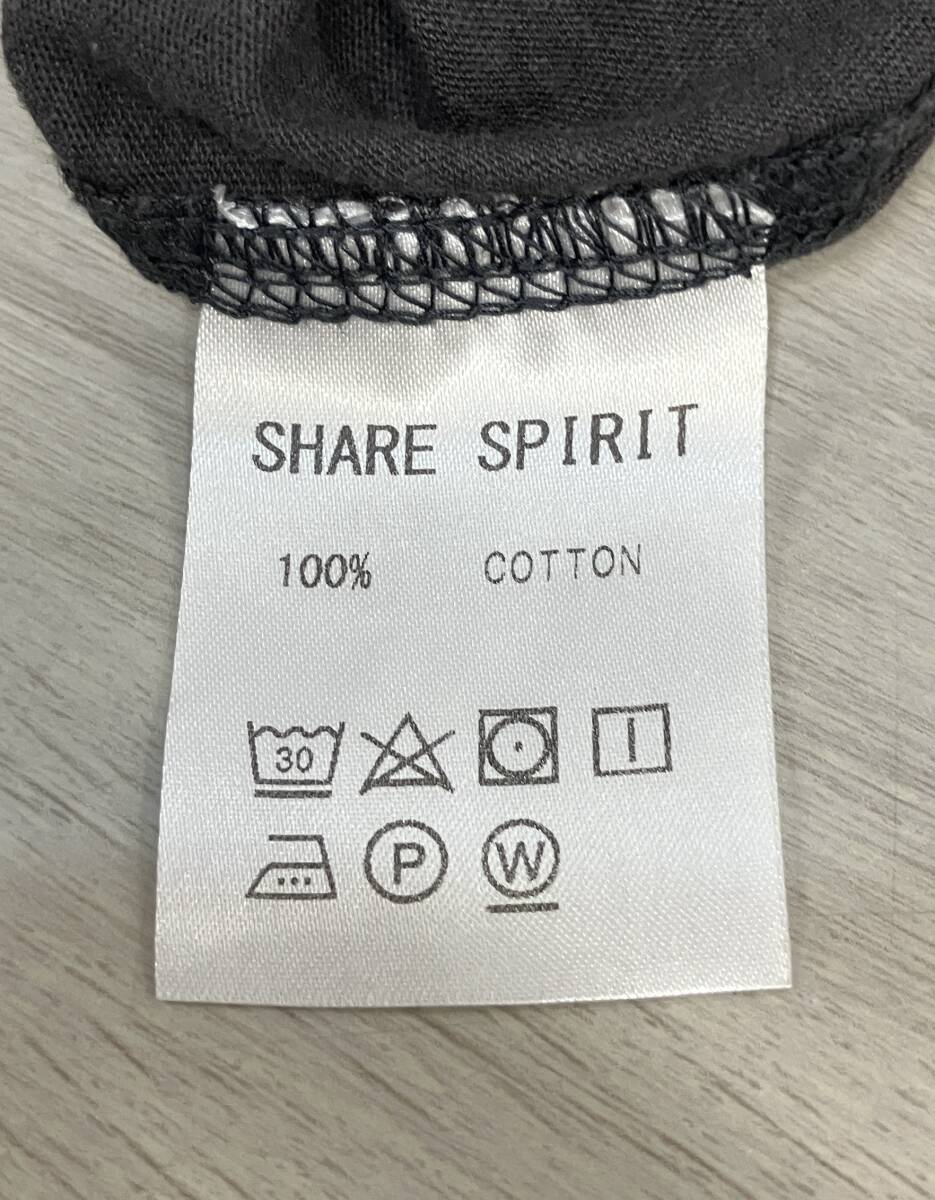 SHARE SPIRIT
100% COTTON
30
P W